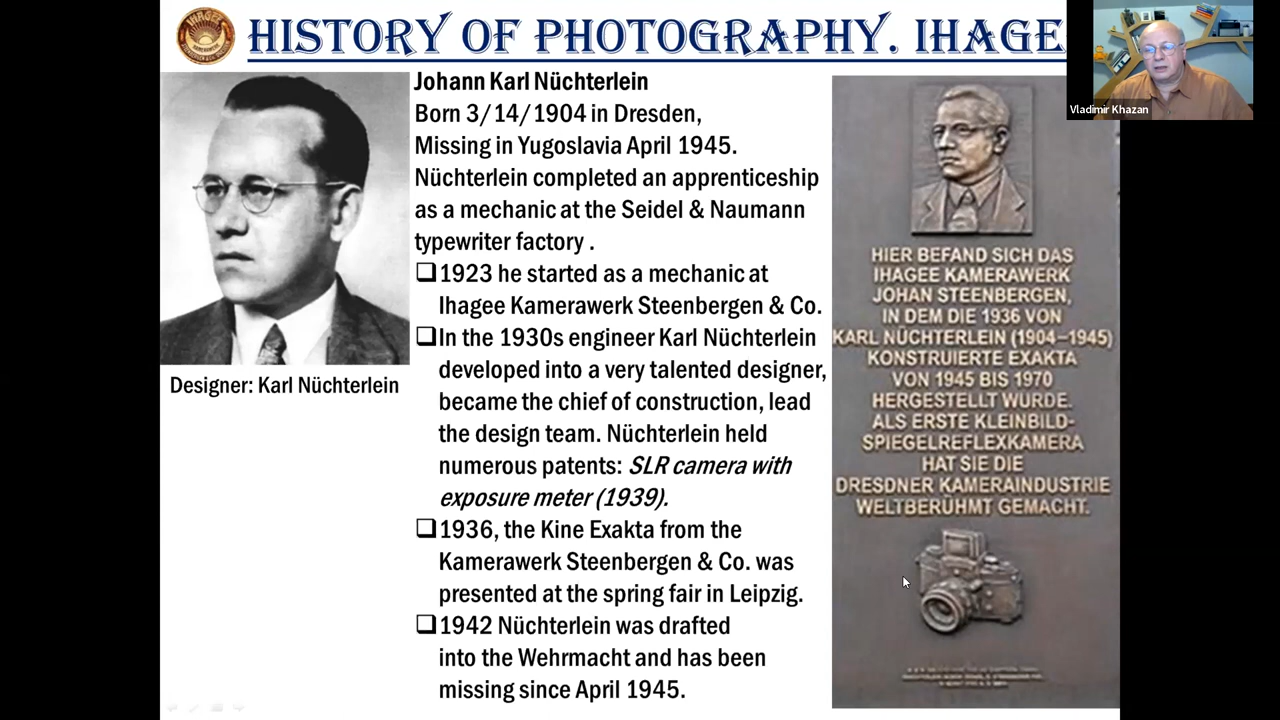 HISTORY OF PHOTOGRAPHY. IHAGE
Vladimir Khazan
IHAGEE
Johann Karl Nüchterlein
Born 3/14/1904 in Dresden,
Missing in Yugoslavia April 1945.
Nüchterlein completed an apprenticeship
as a mechanic at the Seidel & Naumann
typewriter factory .
1923 he started as a mechanic at
Ihagee Kamerawerk Steenbergen & Co.
In the 1930s engineer Karl Nüchterlein
developed into a very talented designer,
became the chief of construction, lead
the design team. Nüchterlein held
numerous patents: SLR camera with
exposure meter (1939).
1936, the Kine Exakta from the
Kamerawerk Steenbergen & Co. was
presented at the spring fair in Leipzig.
1942 Nüchterlein was drafted
into the Wehrmacht and has been
missing since April 1945.
Designer: Karl Nüchterlein
HIER BEFAND SICH DAS
IHAGEE KAMERAWERK
JOHAN STEENBERGEN,
IN DEM DIE 1936 VON
KARL NÜCHTERLEIN (1904–1945)
KONSTRUIERTE EXAKTA
VON 1945 BIS 1970
HERGESTELLT WURDE.
ALS ERSTE KLEINBILD-
SPIEGELREFLEXKAMERA
HAT SIE DIE
DRESDNER KAMERAINDUSTRIE
WELTBERÜHMT GEMACHT.